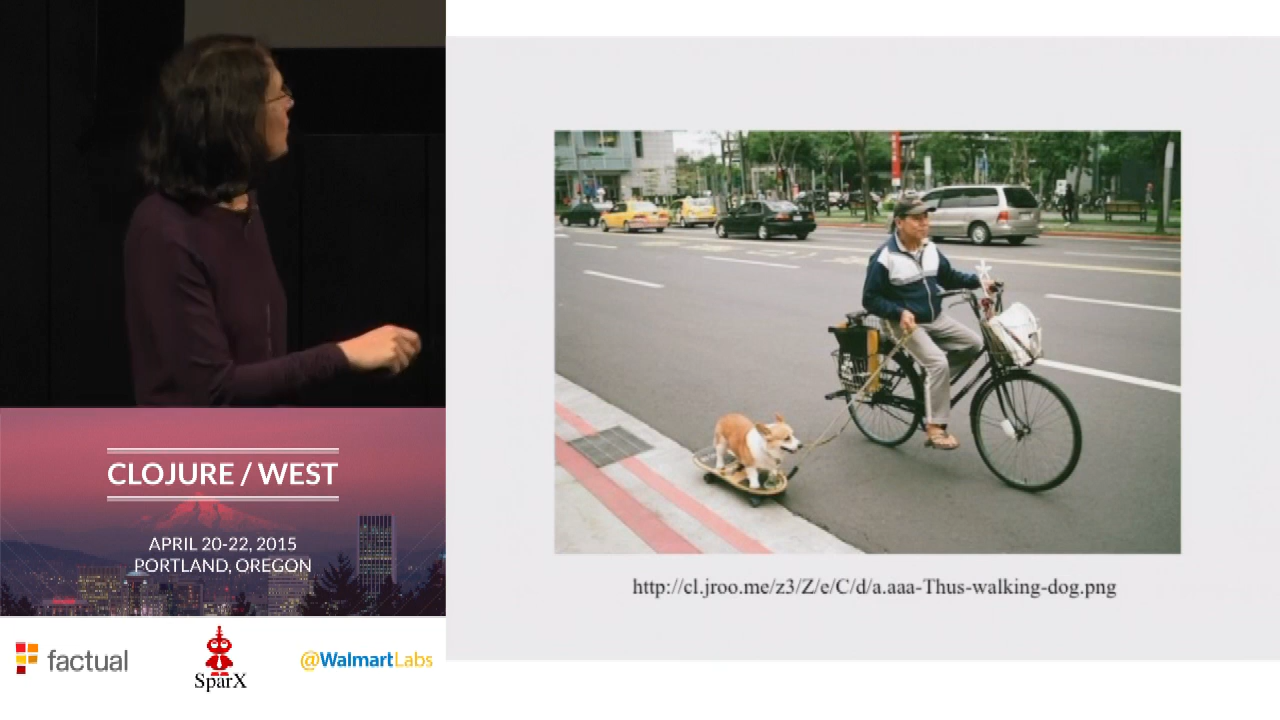 CLOJURE / WEST
APRIL 20-22, 2015
PORTLAND, OREGON
factual
SparX
@WalmartLabs
http://cl.jroo.me/z3/Z/e/C/d/a.aaa-Thus-walking-dog.png